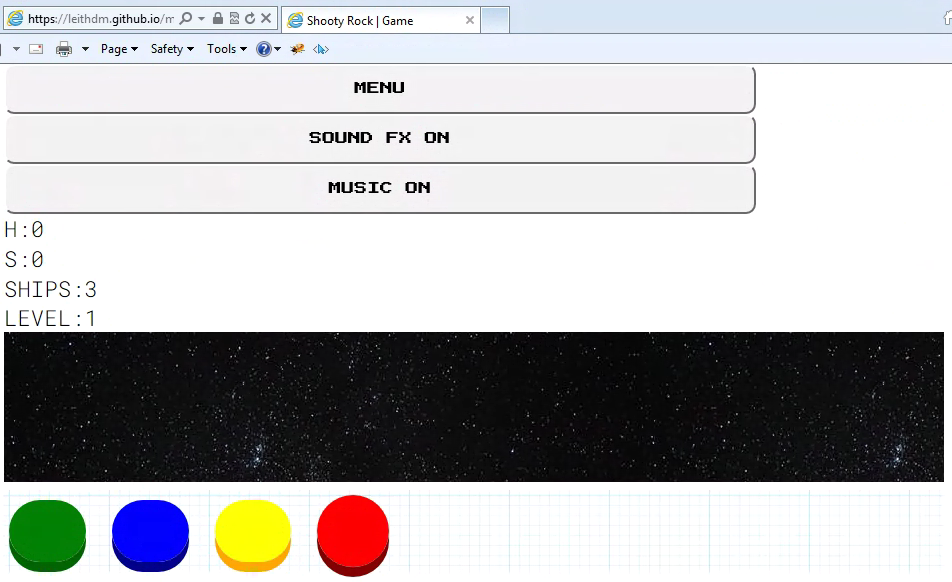 https://leithdm.github.io/m
Shooty Rock | Game
Page
Safety
Tools
MENU
SOUND FX ON
MUSIC ON
H:0
S:0
SHIPS:3
LEVEL:1